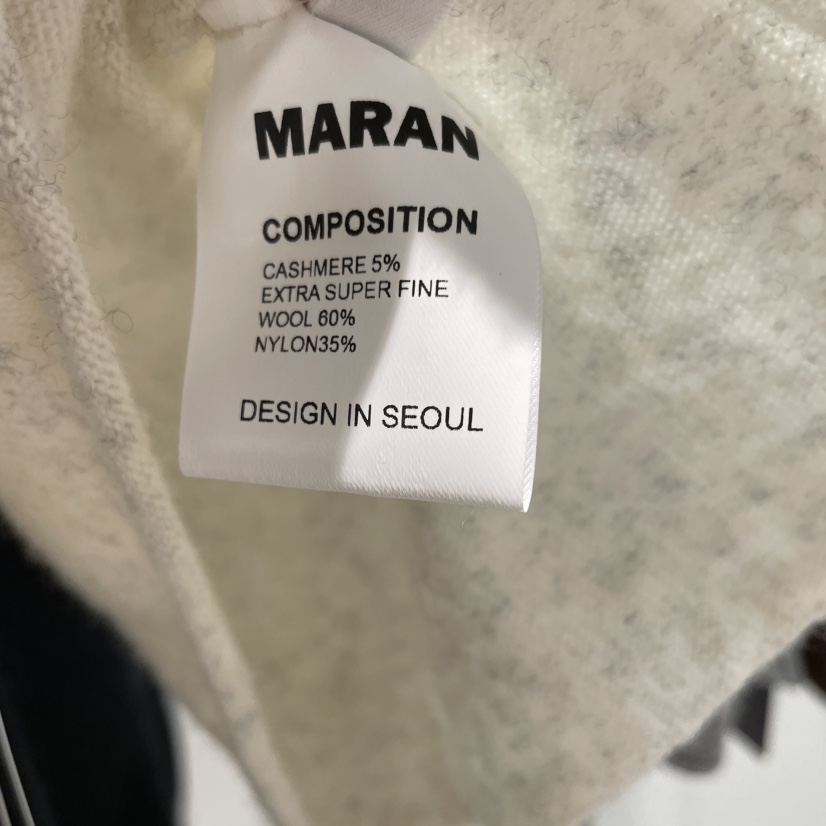 MARAN
COMPOSITION
CASHMERE 5%
EXTRA SUPER FINE
WOOL 60%
NYLON35%
DESIGN IN SEOUL